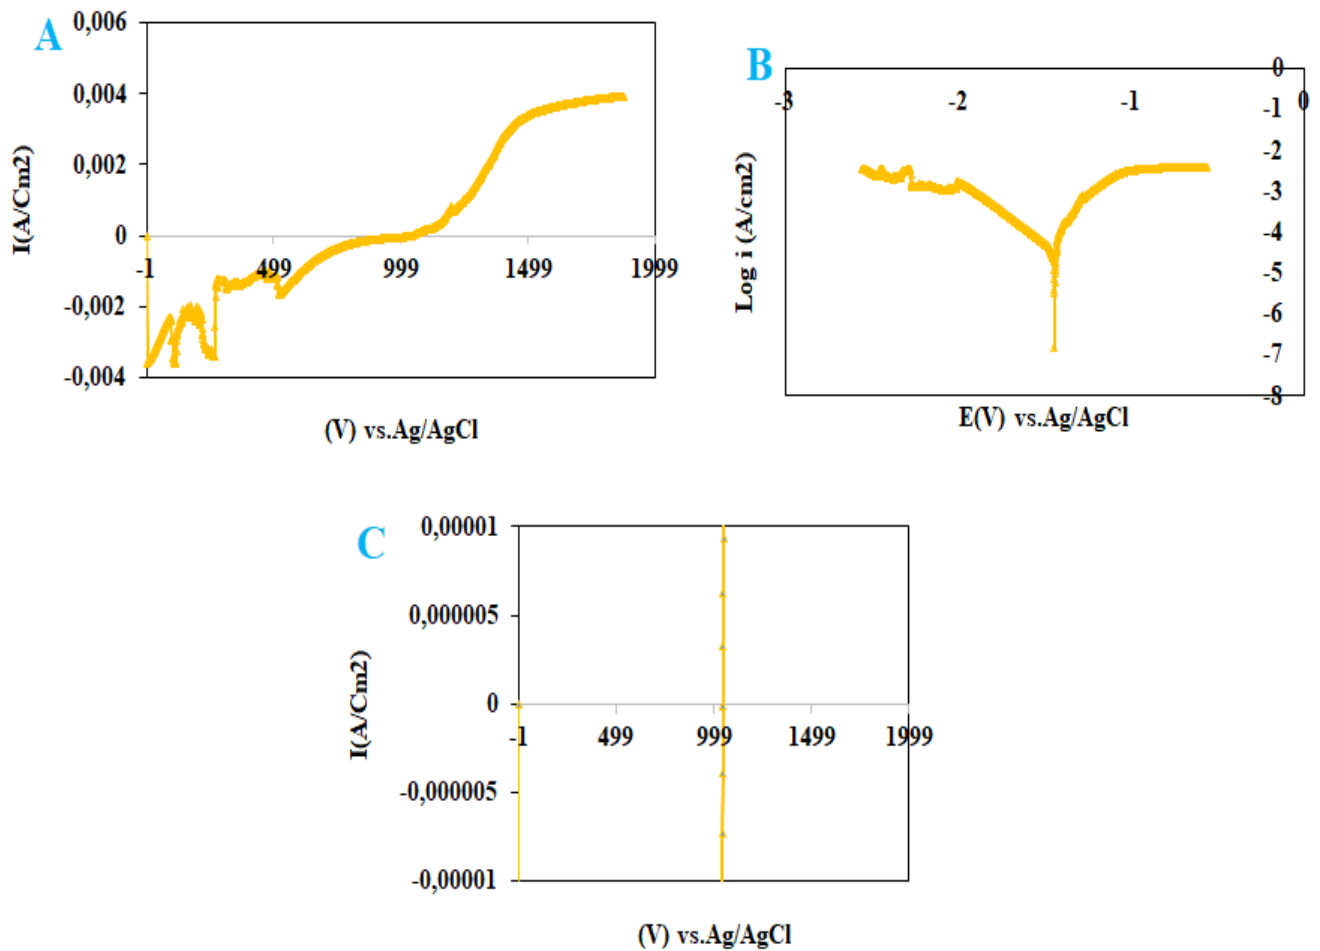 A
0,006
0,004
0,002
0
-0,002
-0,004
-1 499 999 1499 1999
I(A/Cm2)
(V) vs.Ag/AgCl
B
0
-3 -2 -1 0
-1
-2
-3
-4
-5
-6
-7
-8
Log i (A/cm2)
E(V) vs.Ag/AgCl
C
0,00001
0,000005
0
-0,000005
-0,00001
-1 499 999 1499 1999
I(A/Cm2)
(V) vs.Ag/AgCl